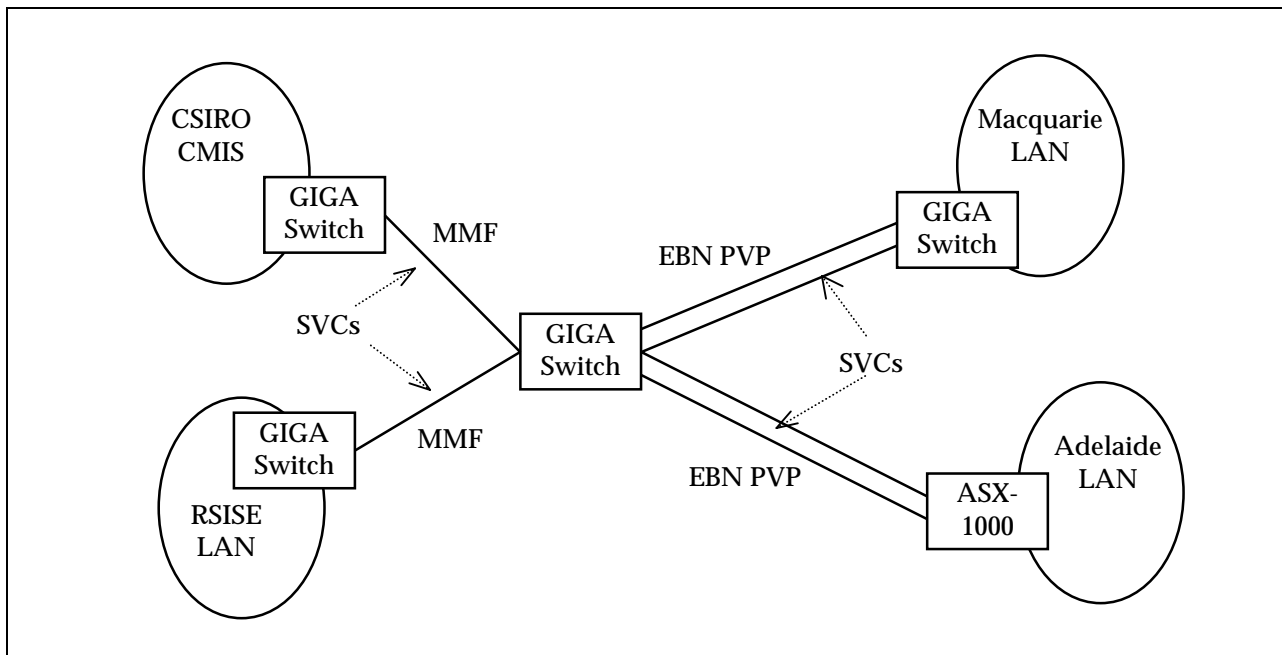 CSIRO
CMIS
GIGA
Switch
MMF
SVCs
GIGA
Switch
MMF
RSISE
LAN
GIGA
Switch
EBN PVP
Macquarie
LAN
GIGA
Switch
SVCs
EBN PVP
Adelaide
LAN
ASX-
1000